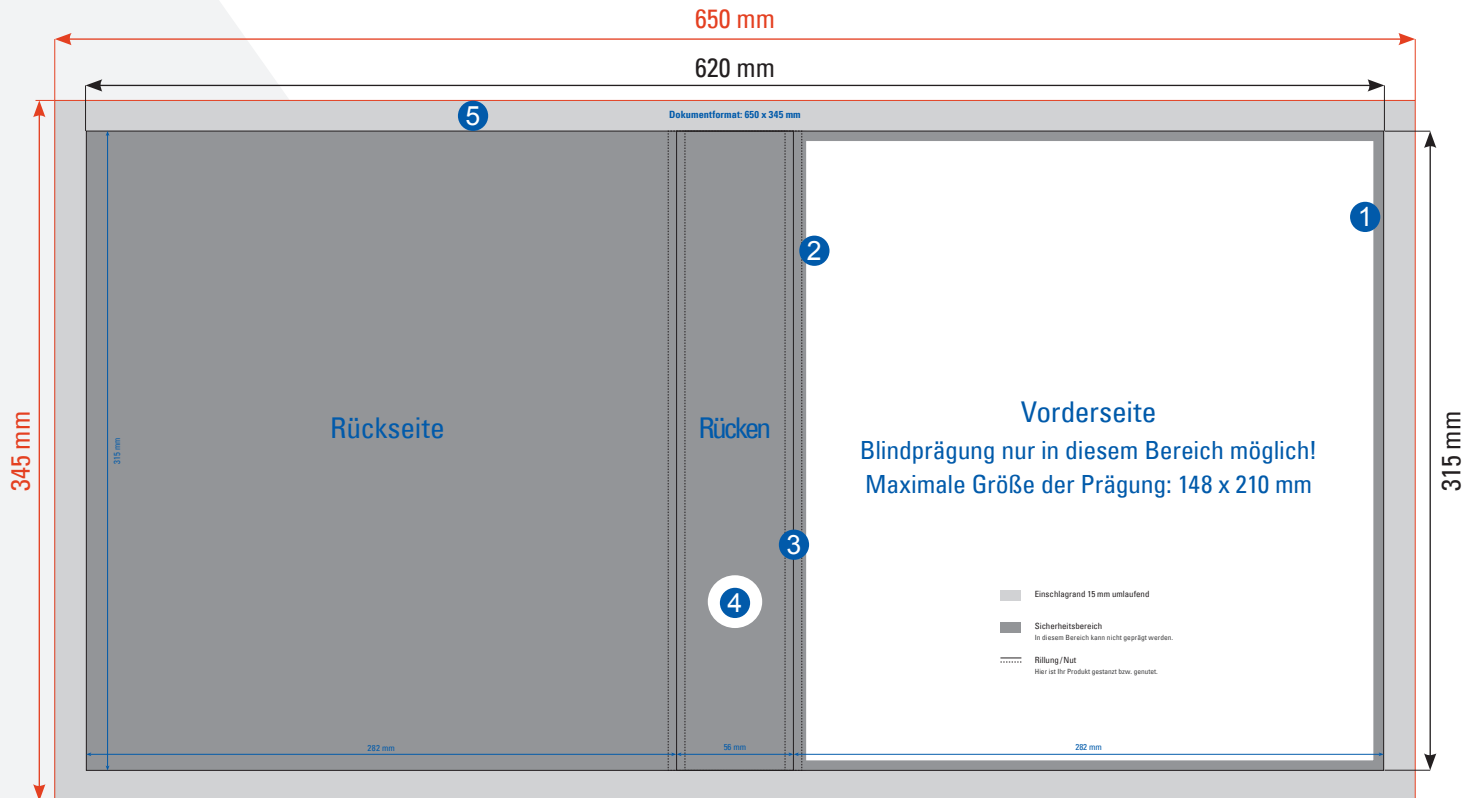 650 mm
620 mm
5
Dokumentformat: 650 x 345 mm
1
2
345 mm
315 mm
Rückseite
Rücken
Vorderseite
Blindprägung nur in diesem Bereich möglich!
Maximale Größe der Prägung: 148 x 210 mm
315 mm
3
4
Einschlagrand 15 mm umlaufend
Sicherheitsbereich
In diesem Bereich kann nicht geprägt werden.
Rillung/Nut
Hier ist Ihr Produkt gestanzt bzw. genutet.
282 mm
56 mm
282 mm